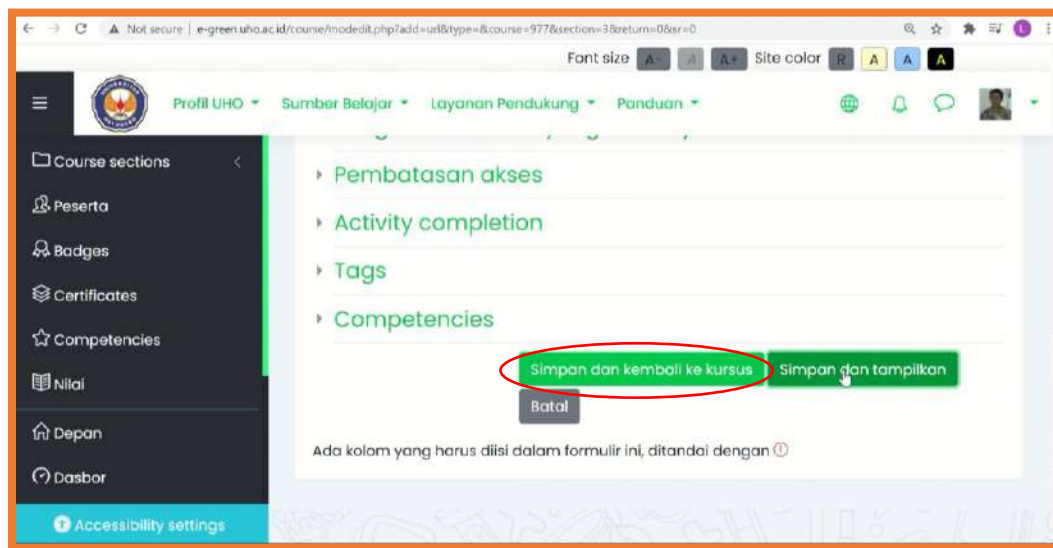 Not secure | e-green.uho.ac.id/course/modedit.php?add=url&type=&course=977&section=3&return=0&sr=0
L
Font size A- A A+ Site color R A A A
Profil UHO Sumber Belajar Layanan Pendukung Panduan
Course sections
Peserta
Badges
Certificates
Competencies
Nilai
Depan
Dasbor
Accessibility settings
Pembatasan akses
Activity completion
Tags
Competencies
Simpan dan kembali ke kursus Simpan dan tampilkan
Batal
Ada kolom yang harus diisi dalam formulir ini, ditandai dengan